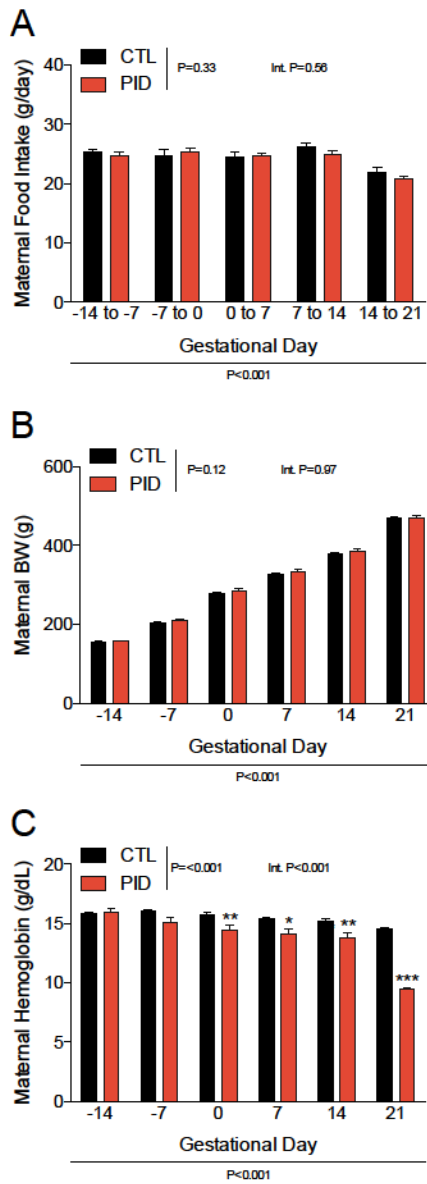 A
CTL P=0.33 Int. P=0.56
PID
Maternal Food Intake (g/day)
40
30
20
10
0
-14 to -7 -7 to 0 0 to 7 7 to 14 14 to 21
Gestational Day
P<0.001
B
CTL P=0.12 Int. P=0.97
PID
Maternal BW(g)
600
400
200
0
-14 -7 0 7 14 21
Gestational Day
P<0.001
C
CTL P=<0.001 Int. P<0.001
PID
Maternal Hemoglobin (g/dL)
20
15
10
5
0
** * ** ***
-14 -7 0 7 14 21
Gestational Day
P<0.001